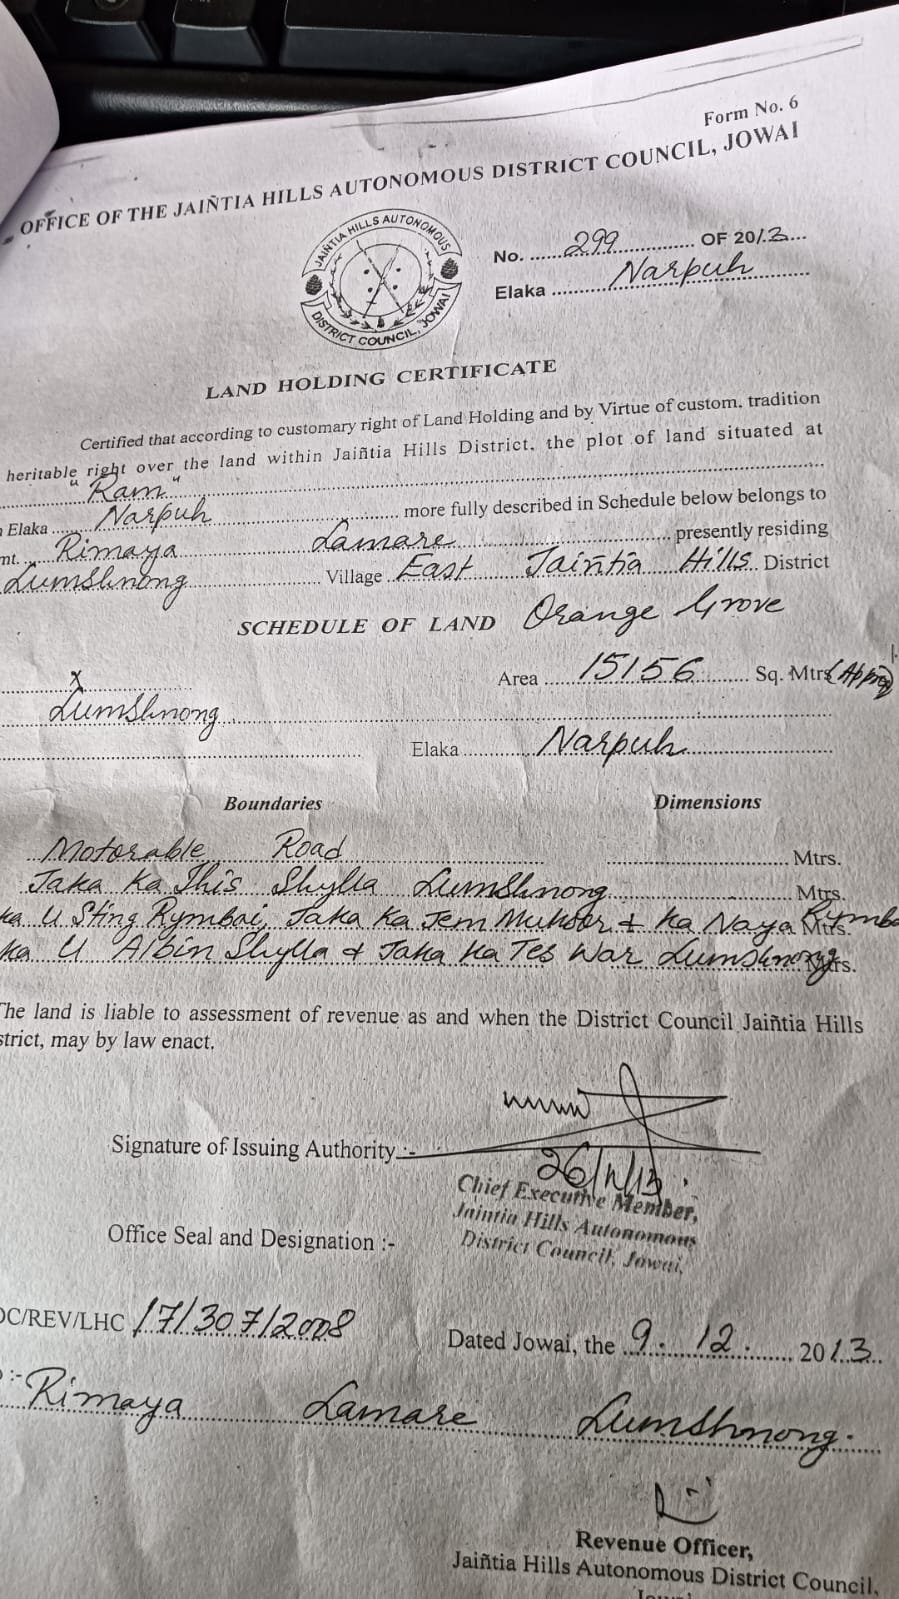 Form No. 6
OFFICE OF THE JAIÑTIA HILLS AUTONOMOUS DISTRICT COUNCIL, JOWAI
JAINTIA HILLS AUTONOMOUS
DISTRICT COUNCIL, JOWAI
No. 299 OF 2013
Elaka Narpuh
LAND HOLDING CERTIFICATE
Certified that according to customary right of Land Holding and by Virtue of custom, tradition
heritable right over the land within Jaiñtia Hills District, the plot of land situated at
"Ram"
Elaka Narpuh more fully described in Schedule below belongs to
mt. Rimaya Lamare presently residing
Lumshnong Village East Jaiñtia Hills District
SCHEDULE OF LAND Orange Grove
x Area 15156 Sq. Mtrs (Approx)
Lumshnong
Elaka Narpuh
Boundaries Dimensions
Motorable Road Mtrs.
Jaka Ka This Shylla Lumshnong Mtrs.
ka U Sting Rymbai, Jaka Ka Jem Mukhor & Ka Naya Rymba Mtrs.
ka U Albin Shylla & Jaka Ka Tes War Lumshnong Mtrs.
The land is liable to assessment of revenue as and when the District Council Jaiñtia Hills
strict, may by law enact.
Signature of Issuing Authority :-
26/11/13
Chief Executive Member,
Jaintia Hills Autonomous
Office Seal and Designation :- District Council, Jowai,
DC/REV/LHC 17/307/2008
Dated Jowai, the 9. 12. 2013
:- Rimaya Lamare Lumshnong.
Revenue Officer,
Jaiñtia Hills Autonomous District Council,